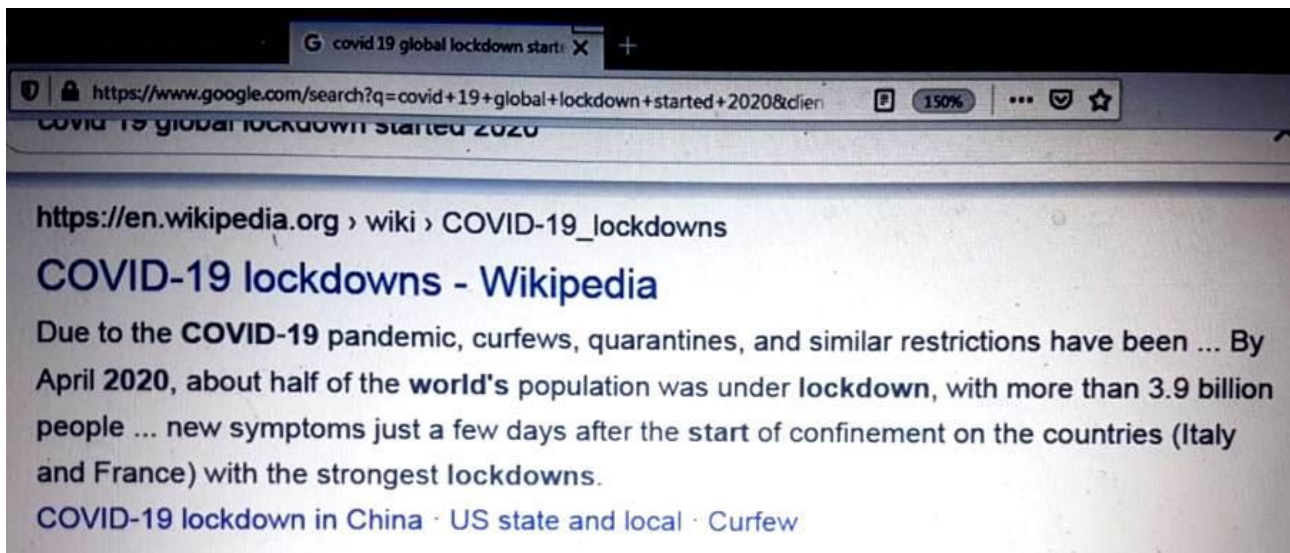 G covid 19 global lockdown starte
https://www.google.com/search?q=covid+19+global+lockdown+started+2020&clien 150%
covid 19 global lockdown started 2020
https://en.wikipedia.org › wiki › COVID-19_lockdowns
COVID-19 lockdowns - Wikipedia
Due to the COVID-19 pandemic, curfews, quarantines, and similar restrictions have been ... By
April 2020, about half of the world's population was under lockdown, with more than 3.9 billion
people ... new symptoms just a few days after the start of confinement on the countries (Italy
and France) with the strongest lockdowns.
COVID-19 lockdown in China · US state and local · Curfew